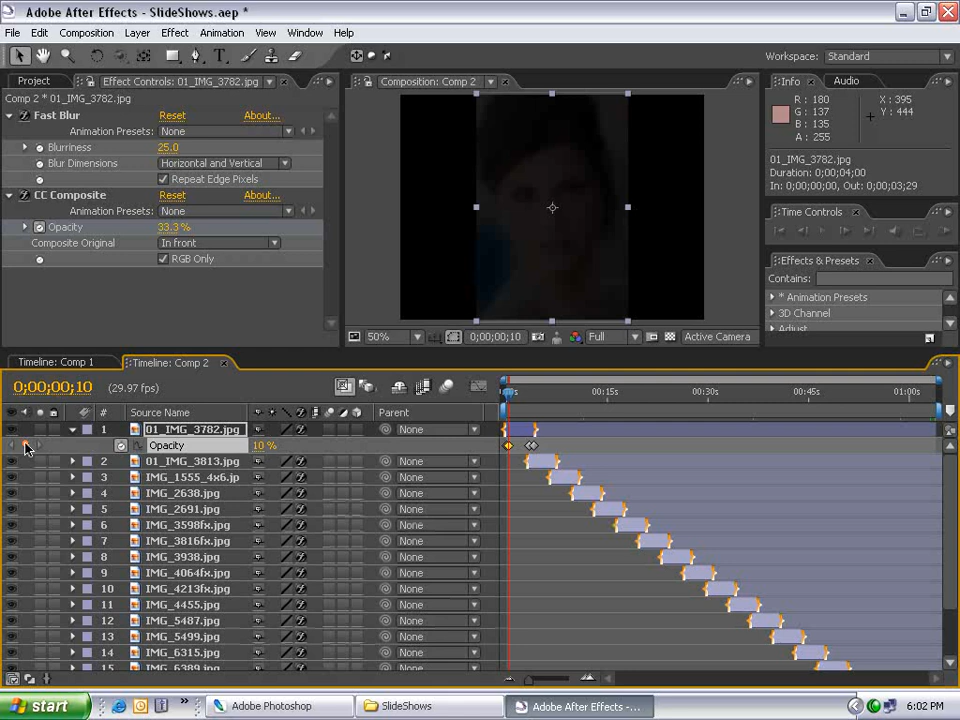 Adobe After Effects - SlideShows.aep *
File Edit Composition Layer Effect Animation View Window Help
Workspace: Standard
Project Effect Controls: 01_IMG_3782.jpg
Comp 2 * 01_IMG_3782.jpg
Fast Blur Reset About...
Animation Presets: None
Blurriness 25.0
Blur Dimensions Horizontal and Vertical
Repeat Edge Pixels
CC Composite Reset About...
Animation Presets: None
Opacity 33.3 %
Composite Original In front
RGB Only
Composition: Comp 2
50% 0;00;00;10 Full Active Camera
Info Audio
R: 180 X: 395
G: 137 Y: 444
B: 135
A: 255
01_IMG_3782.jpg
Duration: 0;00;04;00
In: 0;00;00;00, Out: 0;00;03;29
Time Controls
Effects & Presets
Contains:
* Animation Presets
3D Channel
Adjust
Timeline: Comp 1 Timeline: Comp 2
0;00;00;10 (29.97 fps)
00:15s 00:30s 00:45s 01:00s
# Source Name Parent
1 01_IMG_3782.jpg None
Opacity 10 %
2 01_IMG_3813.jpg None
3 IMG_1555_4x6.jp None
4 IMG_2638.jpg None
5 IMG_2691.jpg None
6 IMG_3598fx.jpg None
7 IMG_3816fx.jpg None
8 IMG_3938.jpg None
9 IMG_4064fx.jpg None
10 IMG_4213fx.jpg None
11 IMG_4455.jpg None
12 IMG_5487.jpg None
13 IMG_5499.jpg None
14 IMG_6315.jpg None
15 IMG_6389.jpg None
start Adobe Photoshop SlideShows Adobe After Effects -... 6:02 PM